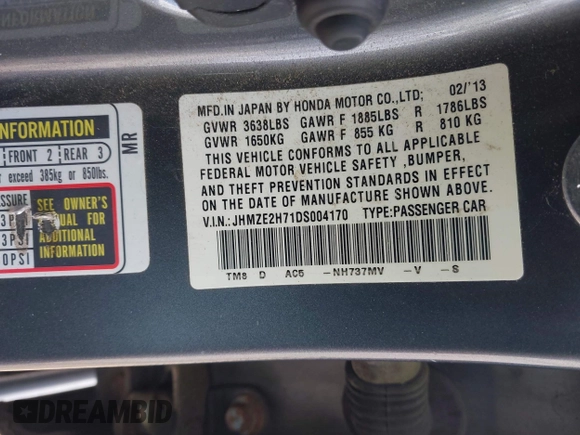 INFORMATION
MFD.IN JAPAN BY HONDA MOTOR CO.,LTD; 02/'13
GVWR 3638LBS GAWR F 1885LBS R 1786LBS
GVWR 1650KG GAWR F 855 KG R 810 KG
THIS VEHICLE CONFORMS TO ALL APPLICABLE
FEDERAL MOTOR VEHICLE SAFETY ,BUMPER,
AND THEFT PREVENTION STANDARDS IN EFFECT
ON THE DATE OF MANUFACTURE SHOWN ABOVE.
V.I.N.: JHMZE2H71DS004170 TYPE:PASSENGER CAR
TM8 D AC5 -NH737MV -V -S
INFORMATION
FRONT 2 REAR 3
exceed 385kg or 850lbs.
MR
SEE OWNER'S
MANUAL FOR
ADDITIONAL
INFORMATION
PSI
0PSI
DREAMBID